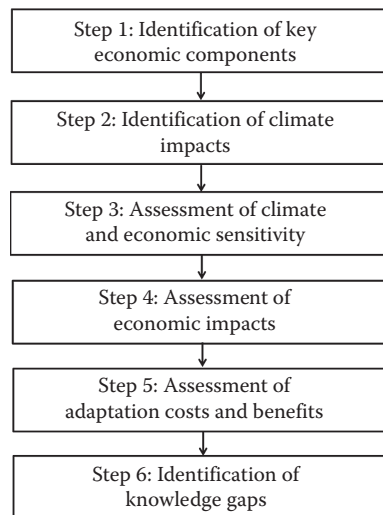 Step 1: Identification of key
economic components
Step 2: Identification of climate
impacts
Step 3: Assessment of climate
and economic sensitivity
Step 4: Assessment of
economic impacts
Step 5: Assessment of
adaptation costs and benefits
Step 6: Identification of
knowledge gaps